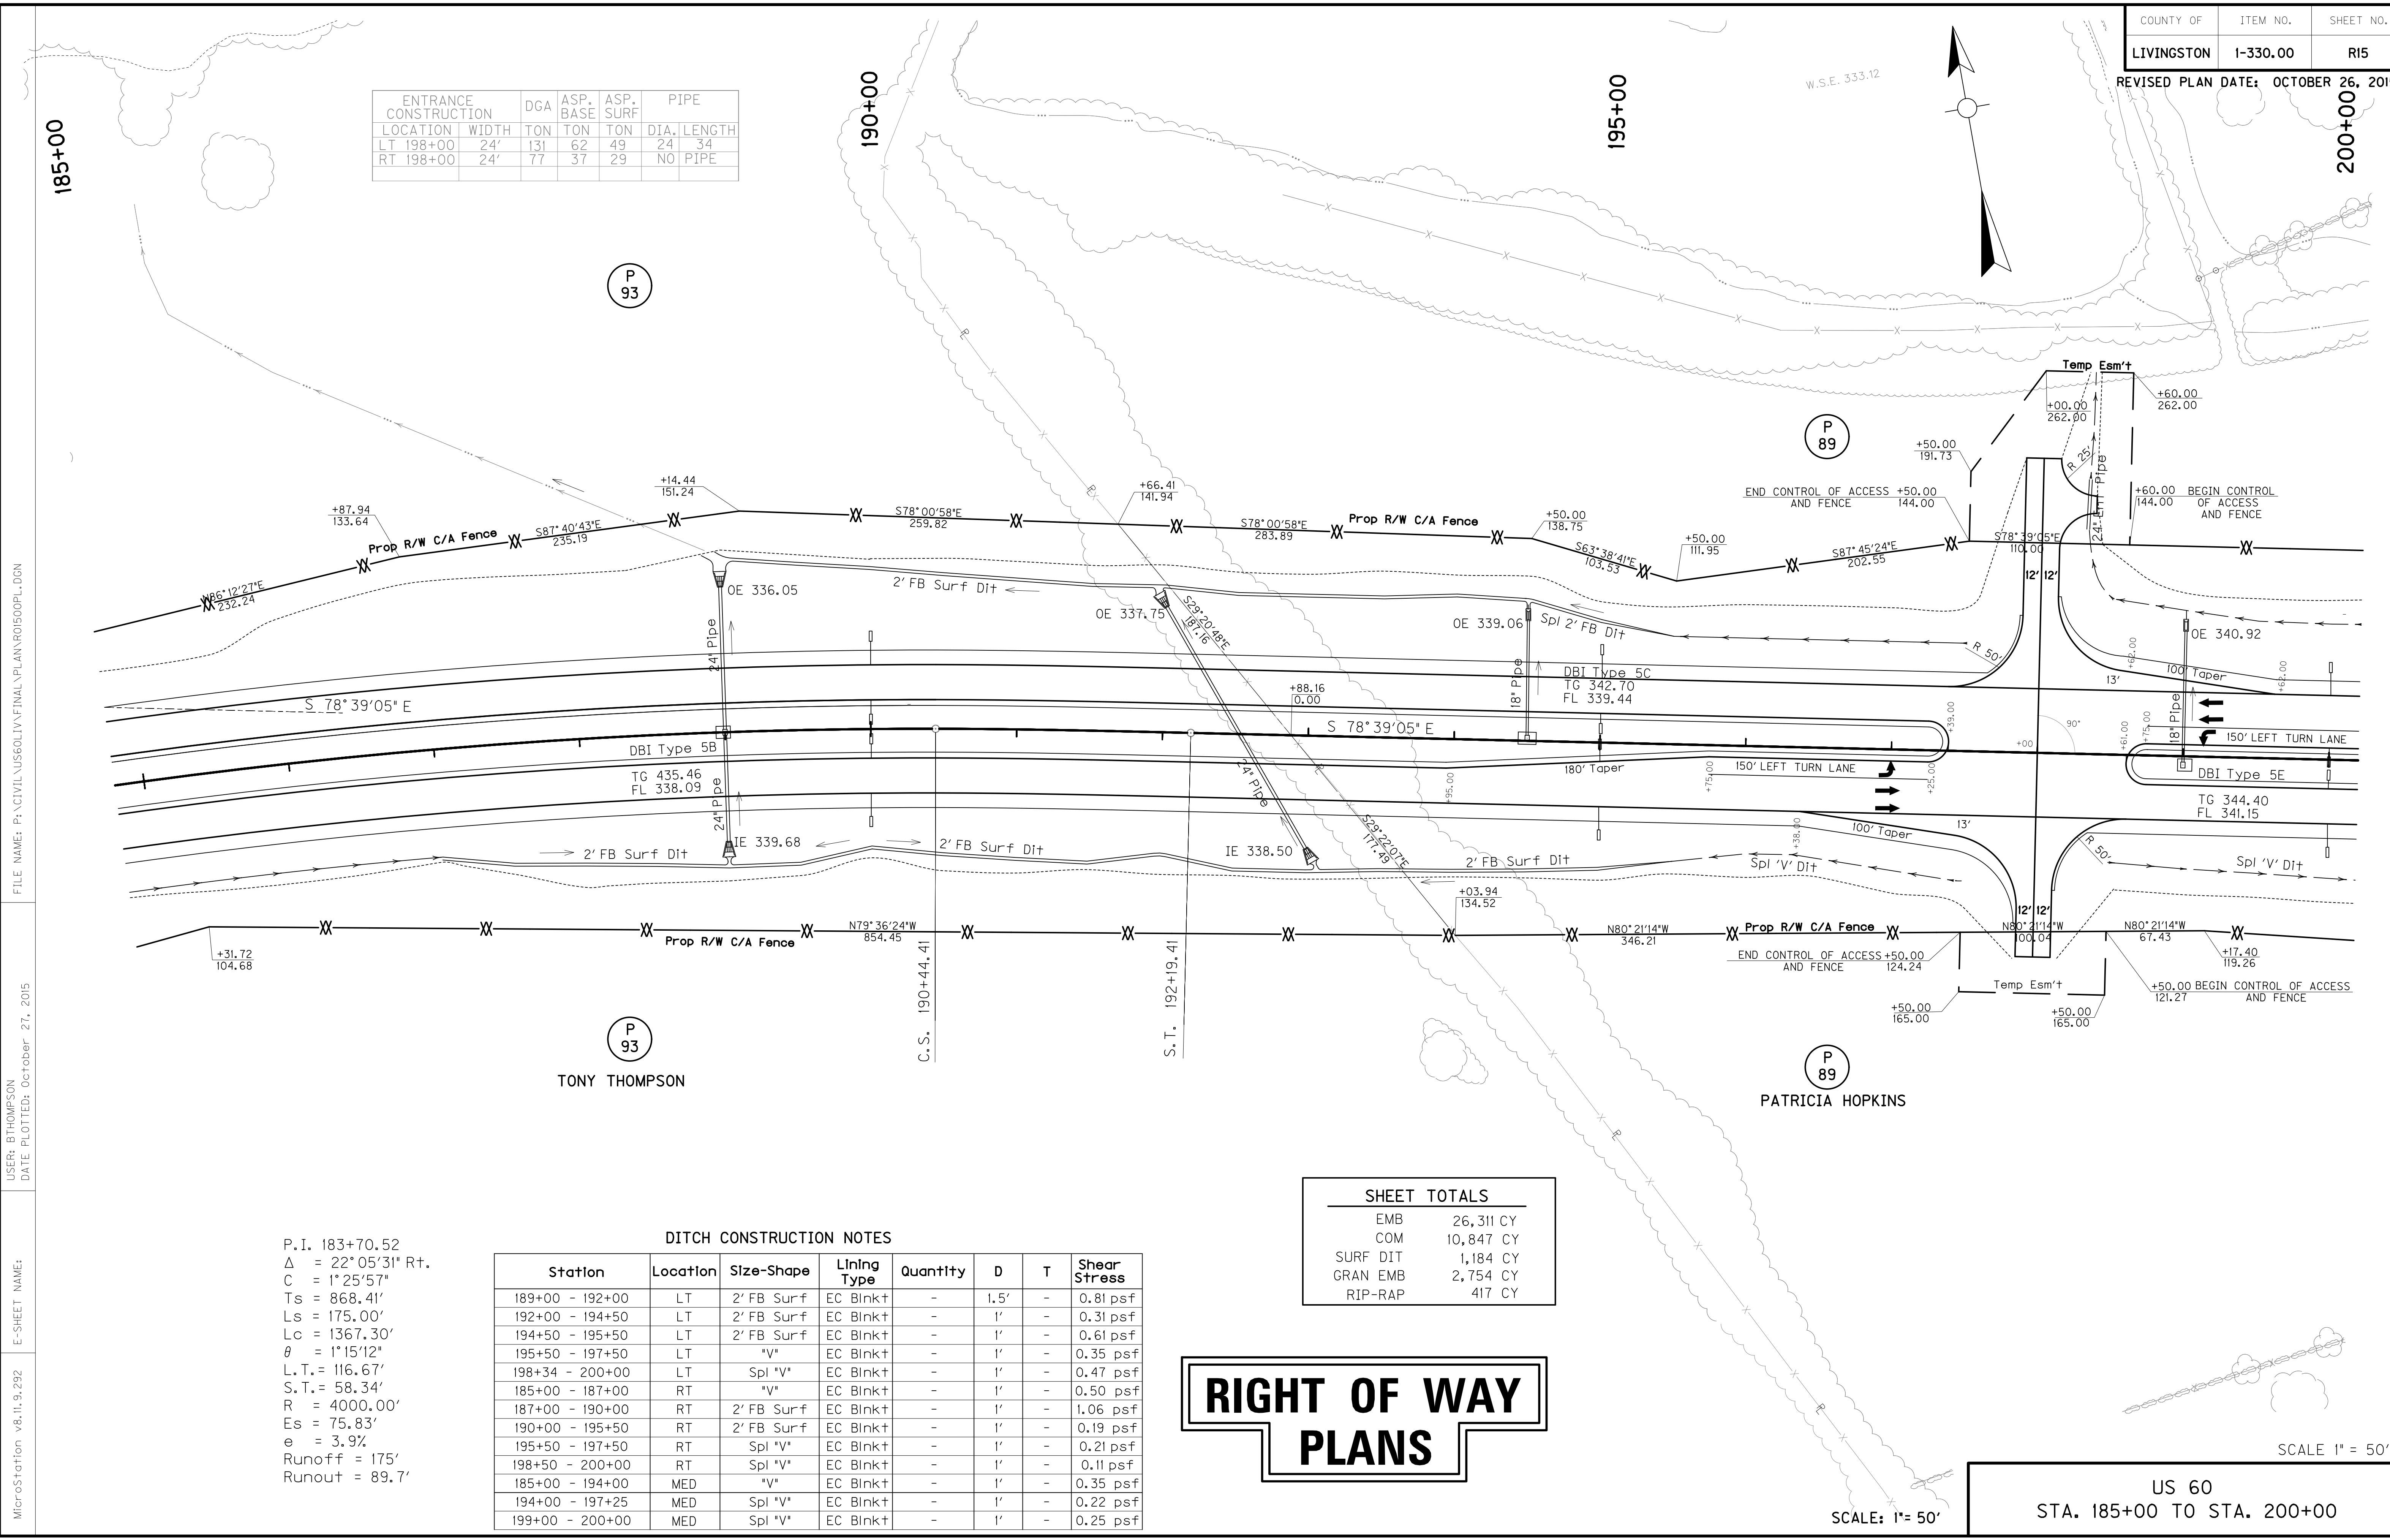 COUNTY OF ITEM NO. SHEET NO.
LIVINGSTON 1-330.00 R15
REVISED PLAN DATE: OCTOBER 26, 201
185+00
190+00
195+00
200+00
W.S.E. 333.12
ENTRANCE CONSTRUCTION DGA ASP. BASE ASP. SURF PIPE
LOCATION WIDTH TON TON TON DIA. LENGTH
LT 198+00 24' 131 62 49 24 34
RT 198+00 24' 77 37 29 NO PIPE
P 93
P 89
Temp Esm't
+00.00
262.00
+60.00
262.00
+50.00
191.73
R 25'
24" Ent Pipe
END CONTROL OF ACCESS +50.00
AND FENCE 144.00
+60.00 BEGIN CONTROL
144.00 OF ACCESS
AND FENCE
+87.94
133.64
+14.44
151.24
+66.41
141.94
+50.00
138.75
+50.00
111.95
N86°12'27"E
232.24
Prop R/W C/A Fence
S87°40'43"E
235.19
S78°00'58"E
259.82
S78°00'58"E
283.89
Prop R/W C/A Fence
S63°38'41"E
103.53
S87°45'24"E
202.55
S78°39'05"E
110.00
12' 12'
OE 336.05
2' FB Surf Dit
OE 337.75
S29°20'48"E
187.16
OE 339.06
Spl 2' FB Dit
OE 340.92
24" Pipe
18" Pipe
DBI Type 5C
TG 342.70
FL 339.44
R 50'
+62.00
100' Taper
+62.00
13'
S 78°39'05" E
+88.16
0.00
S 78°39'05" E
+39.00
+00
90°
+61.00
+75.00
18" Pipe
150' LEFT TURN LANE
DBI Type 5B
TG 435.46
FL 338.09
24" Pipe
24" Pipe
180' Taper
+95.00
+75.00
150' LEFT TURN LANE
+25.00
DBI Type 5E
TG 344.40
FL 341.15
+38.00
100' Taper
13'
IE 339.68
2' FB Surf Dit
2' FB Surf Dit
IE 338.50
S29°22'07"E
177.49
2' FB Surf Dit
Spl 'V' Dit
R 50'
Spl 'V' Dit
+03.94
134.52
+31.72
104.68
Prop R/W C/A Fence
N79°36'24"W
854.45
N80°21'14"W
346.21
Prop R/W C/A Fence
12' 12'
N80°21'14"W
100.04
N80°21'14"W
67.43
+17.40
119.26
END CONTROL OF ACCESS +50.00
AND FENCE 124.24
+50.00 BEGIN CONTROL OF ACCESS
121.27 AND FENCE
Temp Esm't
+50.00
165.00
+50.00
165.00
C.S. 190+44.41
S.T. 192+19.41
P 93
TONY THOMPSON
P 89
PATRICIA HOPKINS
SHEET TOTALS
EMB 26,311 CY
COM 10,847 CY
SURF DIT 1,184 CY
GRAN EMB 2,754 CY
RIP-RAP 417 CY
P.I. 183+70.52
Δ = 22°05'31" Rt.
C = 1°25'57"
Ts = 868.41'
Ls = 175.00'
Lc = 1367.30'
θ = 1°15'12"
L.T.= 116.67'
S.T.= 58.34'
R = 4000.00'
Es = 75.83'
e = 3.9%
Runoff = 175'
Runout = 89.7'
DITCH CONSTRUCTION NOTES
Station Location Size-Shape Lining Type Quantity D T Shear Stress
189+00 - 192+00 LT 2' FB Surf EC Blnkt - 1.5' - 0.81 psf
192+00 - 194+50 LT 2' FB Surf EC Blnkt - 1' - 0.31 psf
194+50 - 195+50 LT 2' FB Surf EC Blnkt - 1' - 0.61 psf
195+50 - 197+50 LT "V" EC Blnkt - 1' - 0.35 psf
198+34 - 200+00 LT Spl "V" EC Blnkt - 1' - 0.47 psf
185+00 - 187+00 RT "V" EC Blnkt - 1' - 0.50 psf
187+00 - 190+00 RT 2' FB Surf EC Blnkt - 1' - 1.06 psf
190+00 - 195+50 RT 2' FB Surf EC Blnkt - 1' - 0.19 psf
195+50 - 197+50 RT Spl "V" EC Blnkt - 1' - 0.21 psf
198+50 - 200+00 RT Spl "V" EC Blnkt - 1' - 0.11 psf
185+00 - 194+00 MED "V" EC Blnkt - 1' - 0.35 psf
194+00 - 197+25 MED Spl "V" EC Blnkt - 1' - 0.22 psf
199+00 - 200+00 MED Spl "V" EC Blnkt - 1' - 0.25 psf
RIGHT OF WAY
PLANS
SCALE: 1"= 50'
SCALE 1" = 50'
US 60
STA. 185+00 TO STA. 200+00
FILE NAME: P:\CIVIL\US60LIV\FINAL\PLAN\R01500PL.DGN
USER: BTHOMPSON
DATE PLOTTED: October 27, 2015
E-SHEET NAME:
MicroStation v8.11.9.292